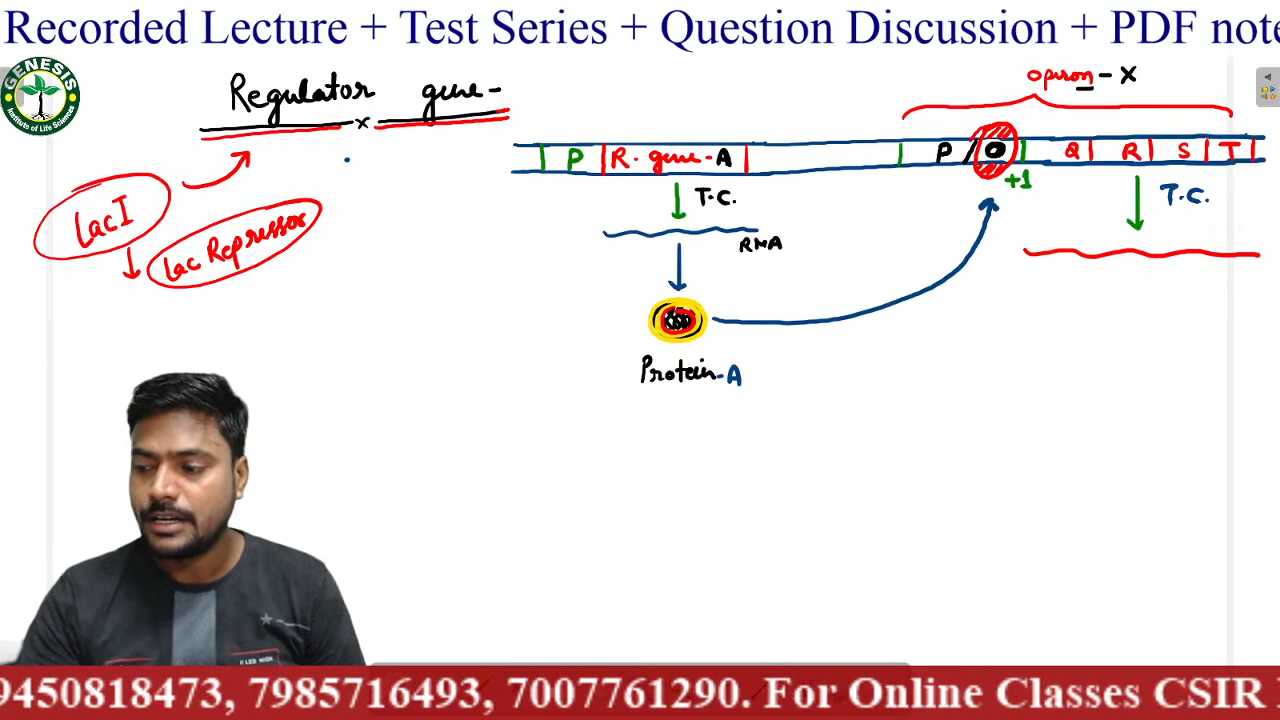 Recorded Lecture + Test Series + Question Discussion + PDF note
GENESIS
Institute of Life Sciences
Regulator gene-
x
operon - X
P R. gene-A P / O Q R S T
+1
T.C.
T.C.
RNA
Lac I
Lac Repressor
Protein-A
9450818473, 7985716493, 7007761290. For Online Classes CSIR